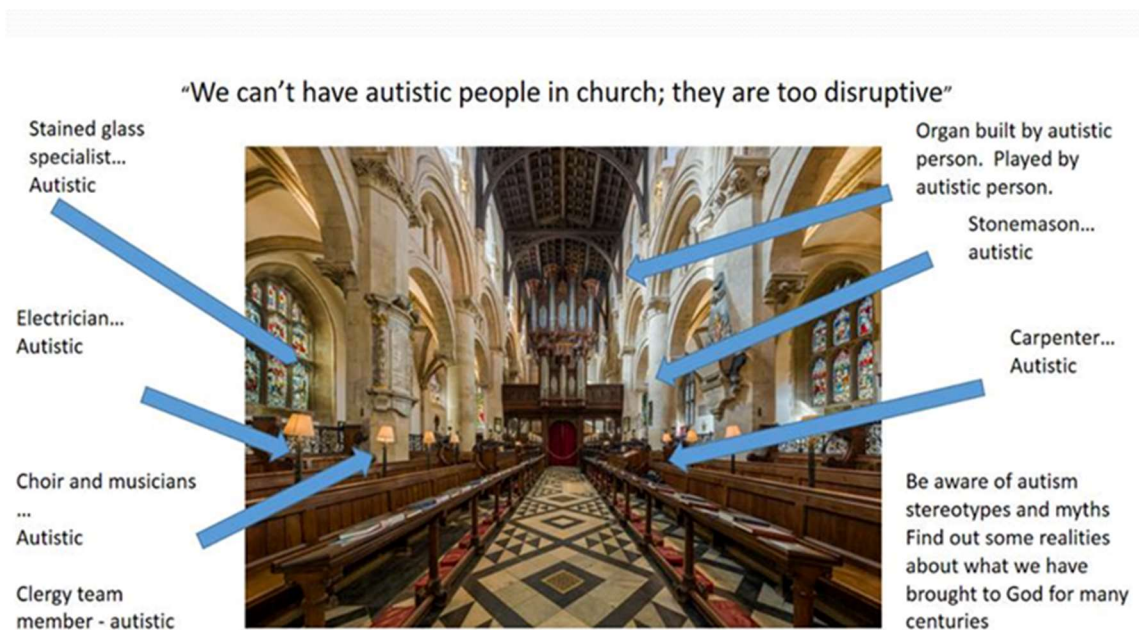 “We can’t have autistic people in church; they are too disruptive”
Stained glass
specialist...
Autistic
Electrician...
Autistic
Choir and musicians
...
Autistic
Clergy team
member - autistic
Organ built by autistic
person. Played by
autistic person.
Stonemason...
autistic
Carpenter...
Autistic
Be aware of autism
stereotypes and myths
Find out some realities
about what we have
brought to God for many
centuries